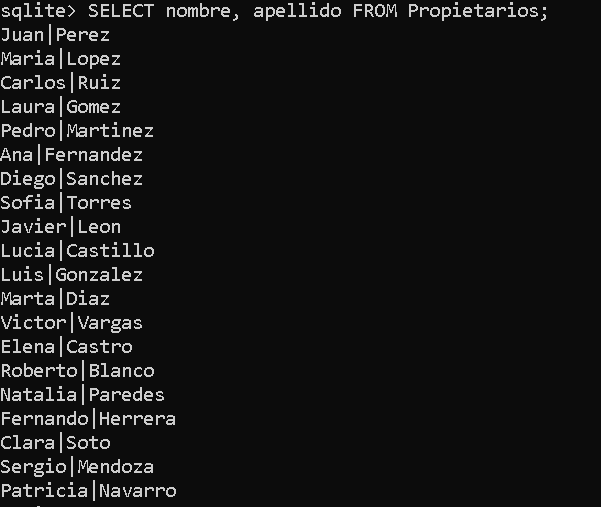 sqlite> SELECT nombre, apellido FROM Propietarios;
Juan|Perez
Maria|Lopez
Carlos|Ruiz
Laura|Gomez
Pedro|Martinez
Ana|Fernandez
Diego|Sanchez
Sofia|Torres
Javier|Leon
Lucia|Castillo
Luis|Gonzalez
Marta|Diaz
Victor|Vargas
Elena|Castro
Roberto|Blanco
Natalia|Paredes
Fernando|Herrera
Clara|Soto
Sergio|Mendoza
Patricia|Navarro